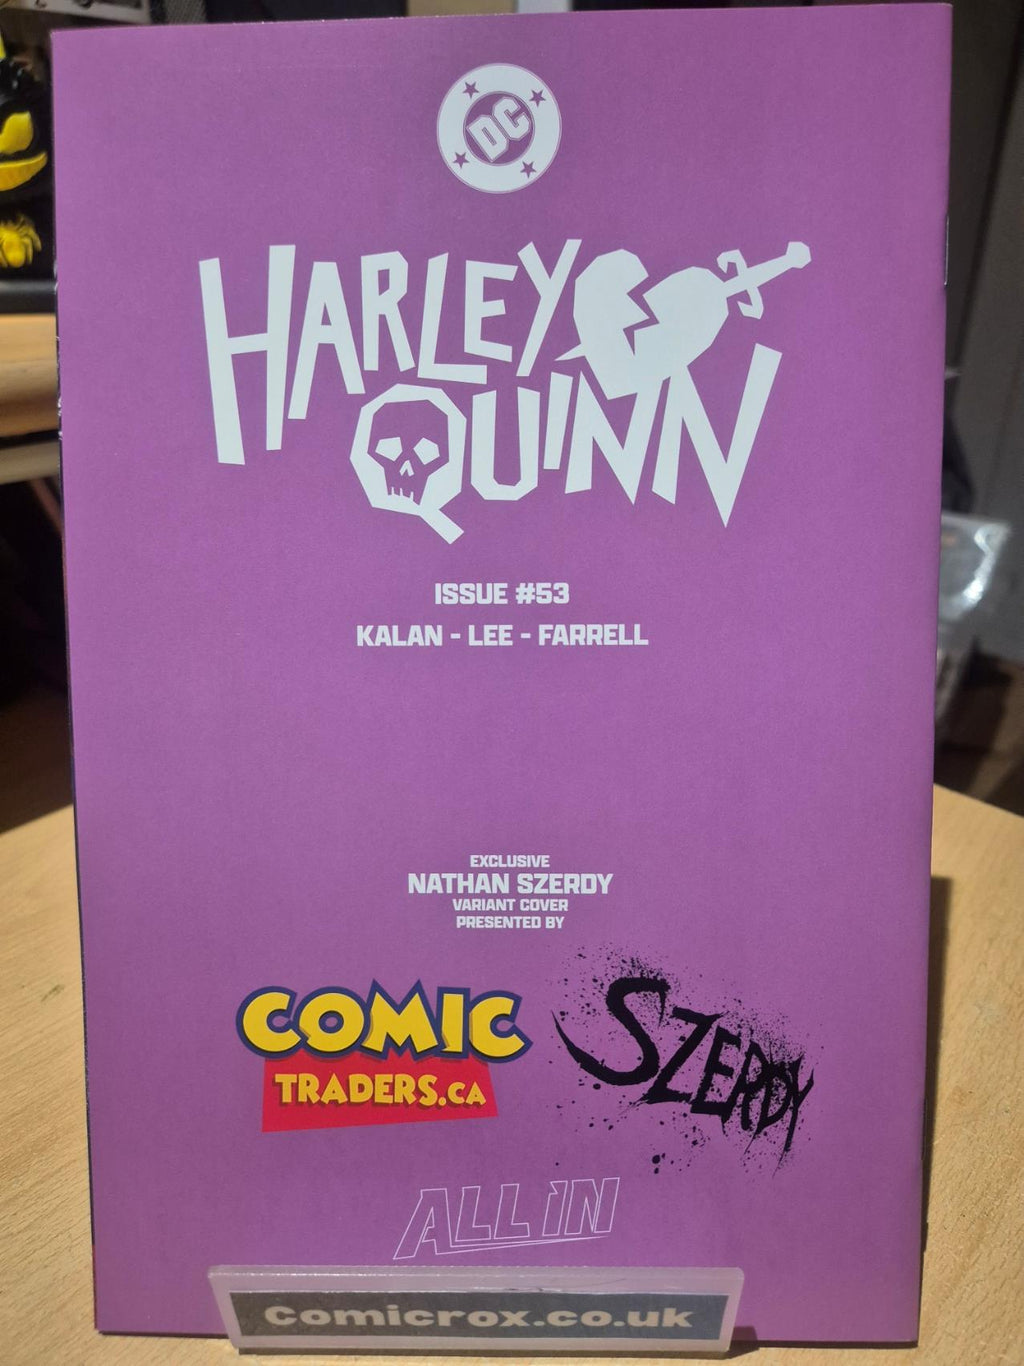 DC
HARLEY
QUINN
ISSUE #53
KALAN - LEE - FARRELL
EXCLUSIVE
NATHAN SZERDY
VARIANT COVER
PRESENTED BY
COMIC
TRADERS.CA
SZERDY
ALL IN
Comicrox.co.uk